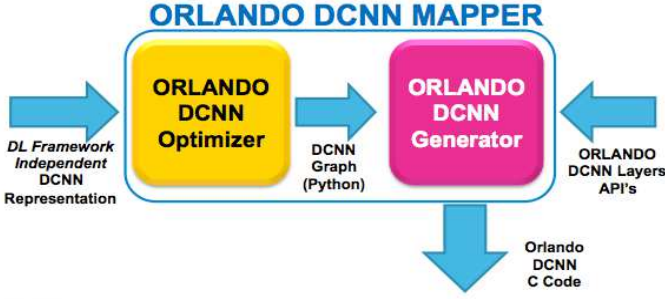 ORLANDO DCNN MAPPER
ORLANDO
DCNN
Optimizer
ORLANDO
DCNN
Generator
DL Framework
Independent
DCNN
Representation
DCNN
Graph
(Python)
ORLANDO
DCNN Layers
API's
Orlando
DCNN
C Code